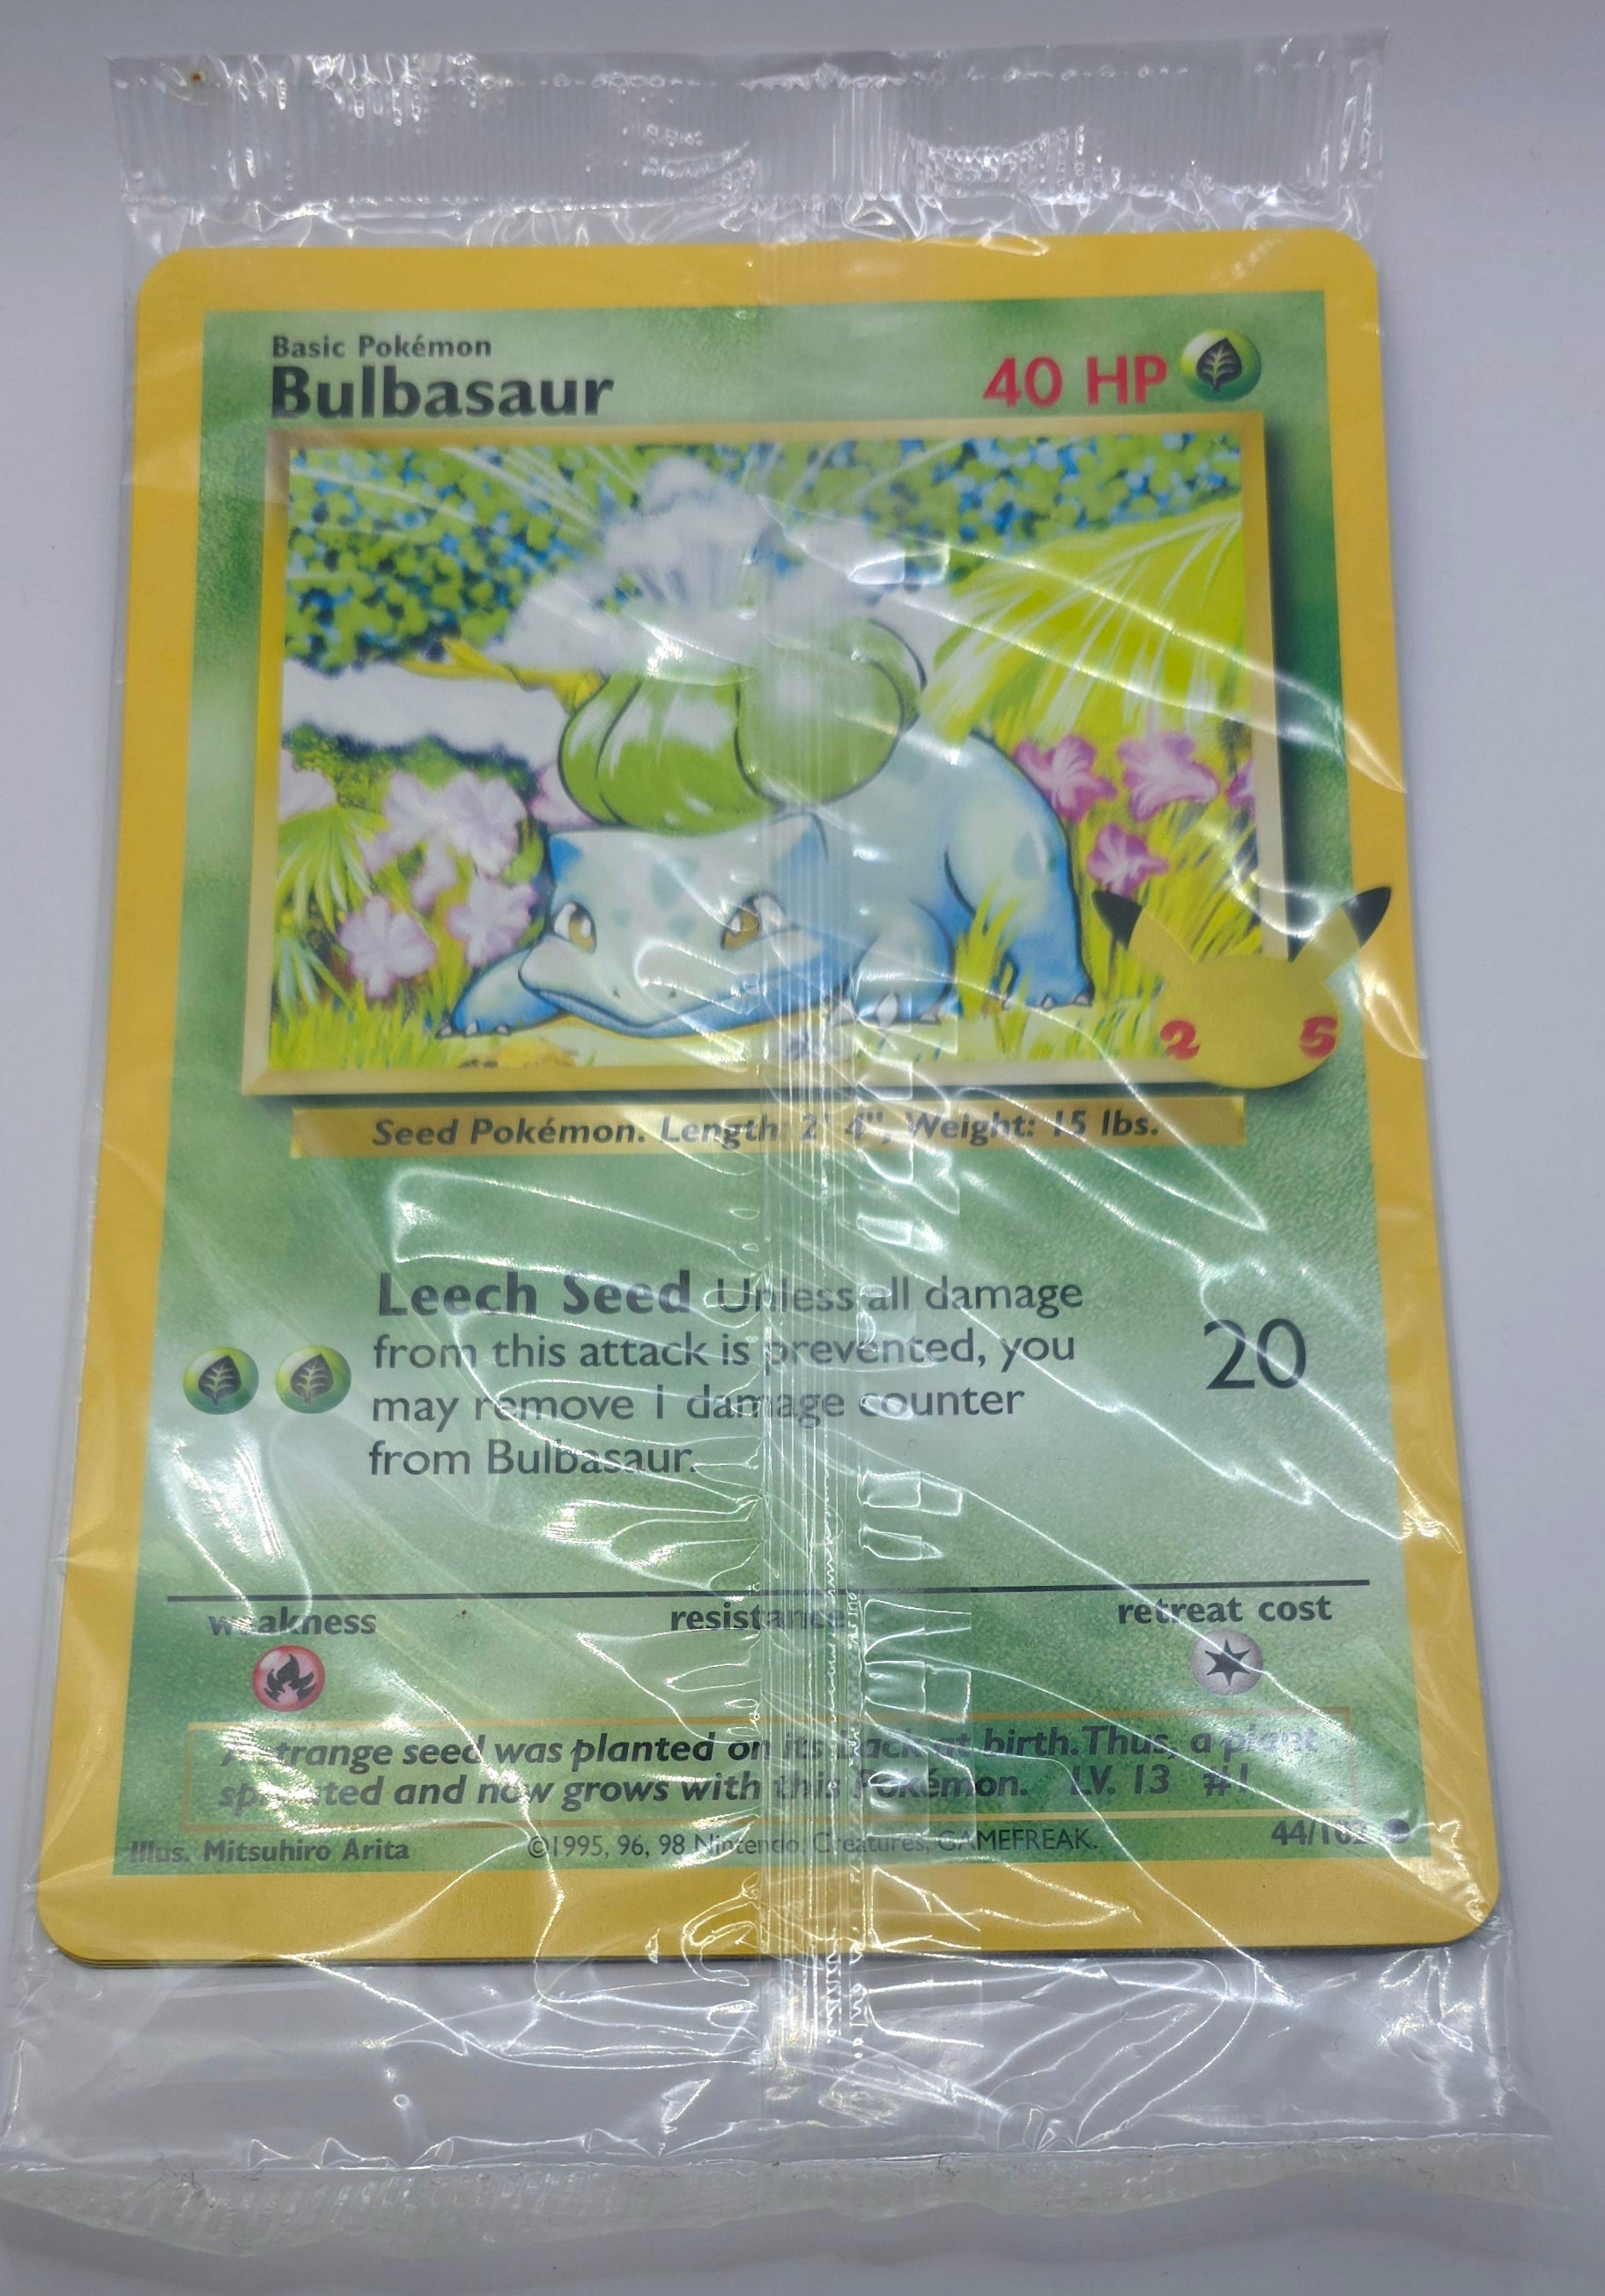 Basic Pokémon
Bulbasaur
40 HP
2 5
Seed Pokémon. Length: 2' 4", Weight: 15 lbs.
Leech Seed Unless all damage
from this attack is prevented, you
may remove 1 damage counter
from Bulbasaur.
20
weakness
resistance
retreat cost
A strange seed was planted on its back at birth. Thus, a plant
sprouted and now grows with this Pokémon. LV. 13 #1
Illus. Mitsuhiro Arita
©1995, 96, 98 Nintendo, Creatures, GAMEFREAK.
44/102